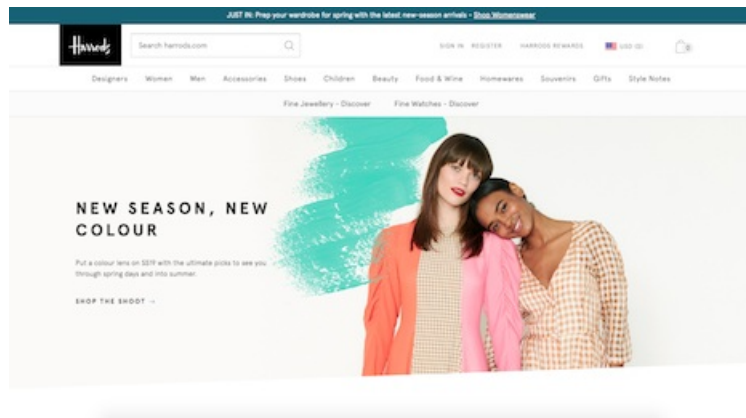 JUST IN: Prep your wardrobe for spring with the latest new-season arrivals - Shop Womenswear
Harrods
Search harrods.com
SIGN IN REGISTER HARRODS REWARDS USD ($) 0
Designers Women Men Accessories Shoes Children Beauty Food & Wine Homewares Souvenirs Gifts Style Notes
Fine Jewellery - Discover Fine Watches - Discover
NEW SEASON, NEW
COLOUR
Put a colour lens on SS19 with the ultimate picks to see you
through spring days and into summer.
SHOP THE SHOOT →